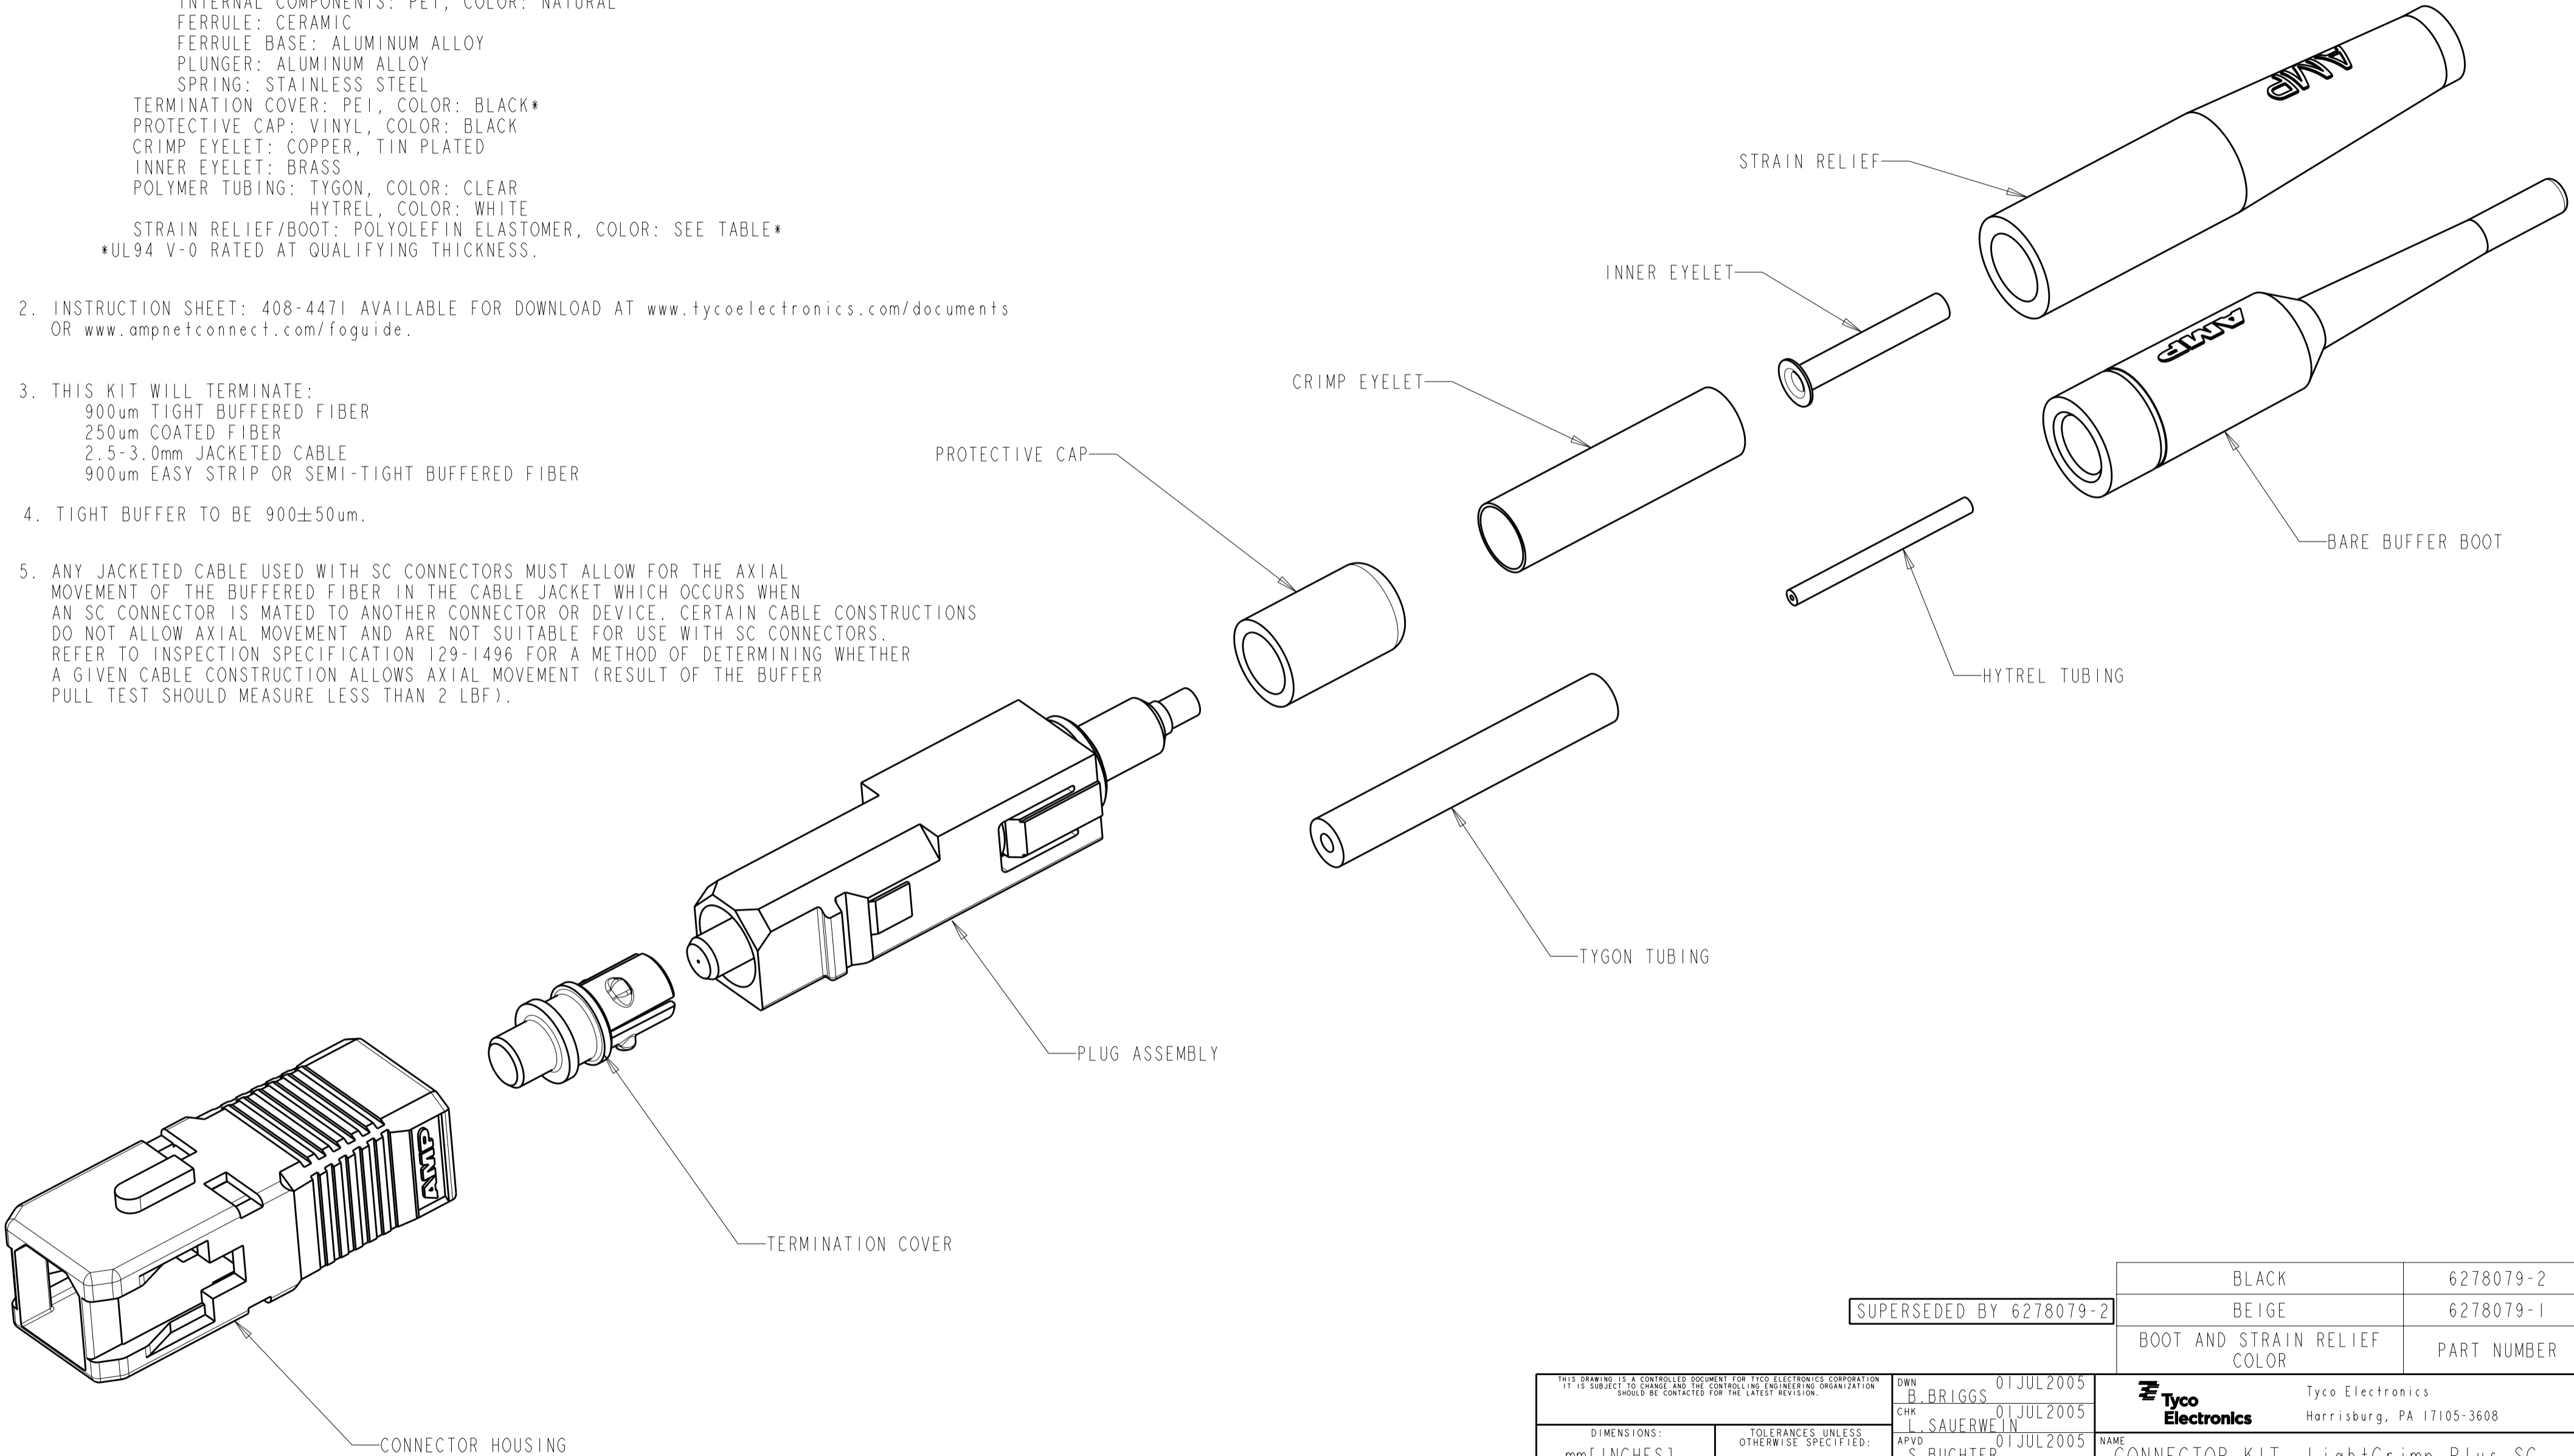 INTERNAL COMPONENTS: PEI, COLOR: NATURAL
FERRULE: CERAMIC
FERRULE BASE: ALUMINUM ALLOY
PLUNGER: ALUMINUM ALLOY
SPRING: STAINLESS STEEL
TERMINATION COVER: PEI, COLOR: BLACK*
PROTECTIVE CAP: VINYL, COLOR: BLACK
CRIMP EYELET: COPPER, TIN PLATED
INNER EYELET: BRASS
POLYMER TUBING: TYGON, COLOR: CLEAR
HYTREL, COLOR: WHITE
STRAIN RELIEF/BOOT: POLYOLEFIN ELASTOMER, COLOR: SEE TABLE*
*UL94 V-0 RATED AT QUALIFYING THICKNESS.
2. INSTRUCTION SHEET: 408-4471 AVAILABLE FOR DOWNLOAD AT www.tycoelectronics.com/documents
OR www.ampnetconnect.com/foguide.
3. THIS KIT WILL TERMINATE:
900um TIGHT BUFFERED FIBER
250um COATED FIBER
2.5-3.0mm JACKETED CABLE
900um EASY STRIP OR SEMI-TIGHT BUFFERED FIBER
4. TIGHT BUFFER TO BE 900±50um.
5. ANY JACKETED CABLE USED WITH SC CONNECTORS MUST ALLOW FOR THE AXIAL
MOVEMENT OF THE BUFFERED FIBER IN THE CABLE JACKET WHICH OCCURS WHEN
AN SC CONNECTOR IS MATED TO ANOTHER CONNECTOR OR DEVICE. CERTAIN CABLE CONSTRUCTIONS
DO NOT ALLOW AXIAL MOVEMENT AND ARE NOT SUITABLE FOR USE WITH SC CONNECTORS.
REFER TO INSPECTION SPECIFICATION 129-1496 FOR A METHOD OF DETERMINING WHETHER
A GIVEN CABLE CONSTRUCTION ALLOWS AXIAL MOVEMENT (RESULT OF THE BUFFER
PULL TEST SHOULD MEASURE LESS THAN 2 LBF).
AMP
STRAIN RELIEF
INNER EYELET
AMP
CRIMP EYELET
PROTECTIVE CAP
BARE BUFFER BOOT
HYTREL TUBING
TYGON TUBING
PLUG ASSEMBLY
AMP
TERMINATION COVER
CONNECTOR HOUSING
BLACK 6278079-2
SUPERSEDED BY 6278079-2
BEIGE 6278079-1
BOOT AND STRAIN RELIEF
COLOR
PART NUMBER
THIS DRAWING IS A CONTROLLED DOCUMENT FOR TYCO ELECTRONICS CORPORATION
IT IS SUBJECT TO CHANGE AND THE CONTROLLING ENGINEERING ORGANIZATION
SHOULD BE CONTACTED FOR THE LATEST REVISION.
DIMENSIONS:
mm[INCHES]
TOLERANCES UNLESS
OTHERWISE SPECIFIED:
DWN 01JUL2005
B.BRIGGS
CHK 01JUL2005
L.SAUERWEIN
APVD 01JUL2005
S.BUCHTER
Tyco
Electronics
Tyco Electronics
Harrisburg, PA 17105-3608
NAME
CONNECTOR KIT, LightCrimp Plus SC